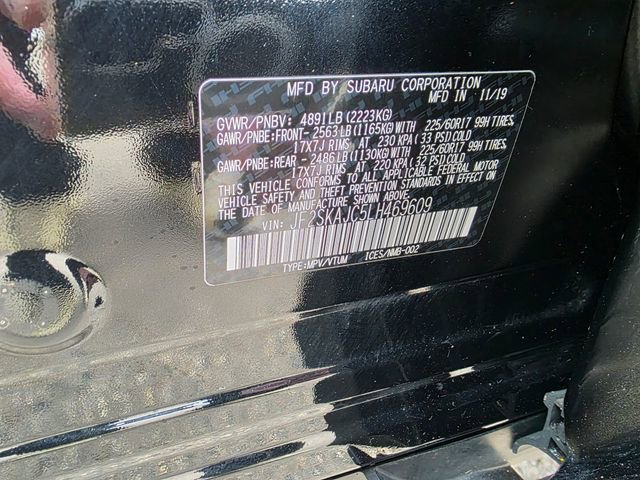 MFD BY SUBARU CORPORATION
MFD IN 11/19
GVWR/PNBV: 4891LB(2223KG)
GAWR/PNBE:FRONT-2563LB(1165KG)WITH 225/60R17 99H TIRES
17x7J RIMS AT 230 KPA(33 PSI)COLD
GAWR/PNBE:REAR -2486LB(1130KG)WITH 225/60R17 99H TIRES
17x7J RIMS AT 220 KPA(32 PSI)COLD
THIS VEHICLE CONFORMS TO ALL APPLICABLE FEDERAL MOTOR
VEHICLE SAFETY AND THEFT PREVENTION STANDARDS IN EFFECT
ON THE DATE OF MANUFACTURE SHOWN ABOVE.
VIN: JF2SKAJC5LH469609
TYPE:MPV/VTUM ICES/NMB-002